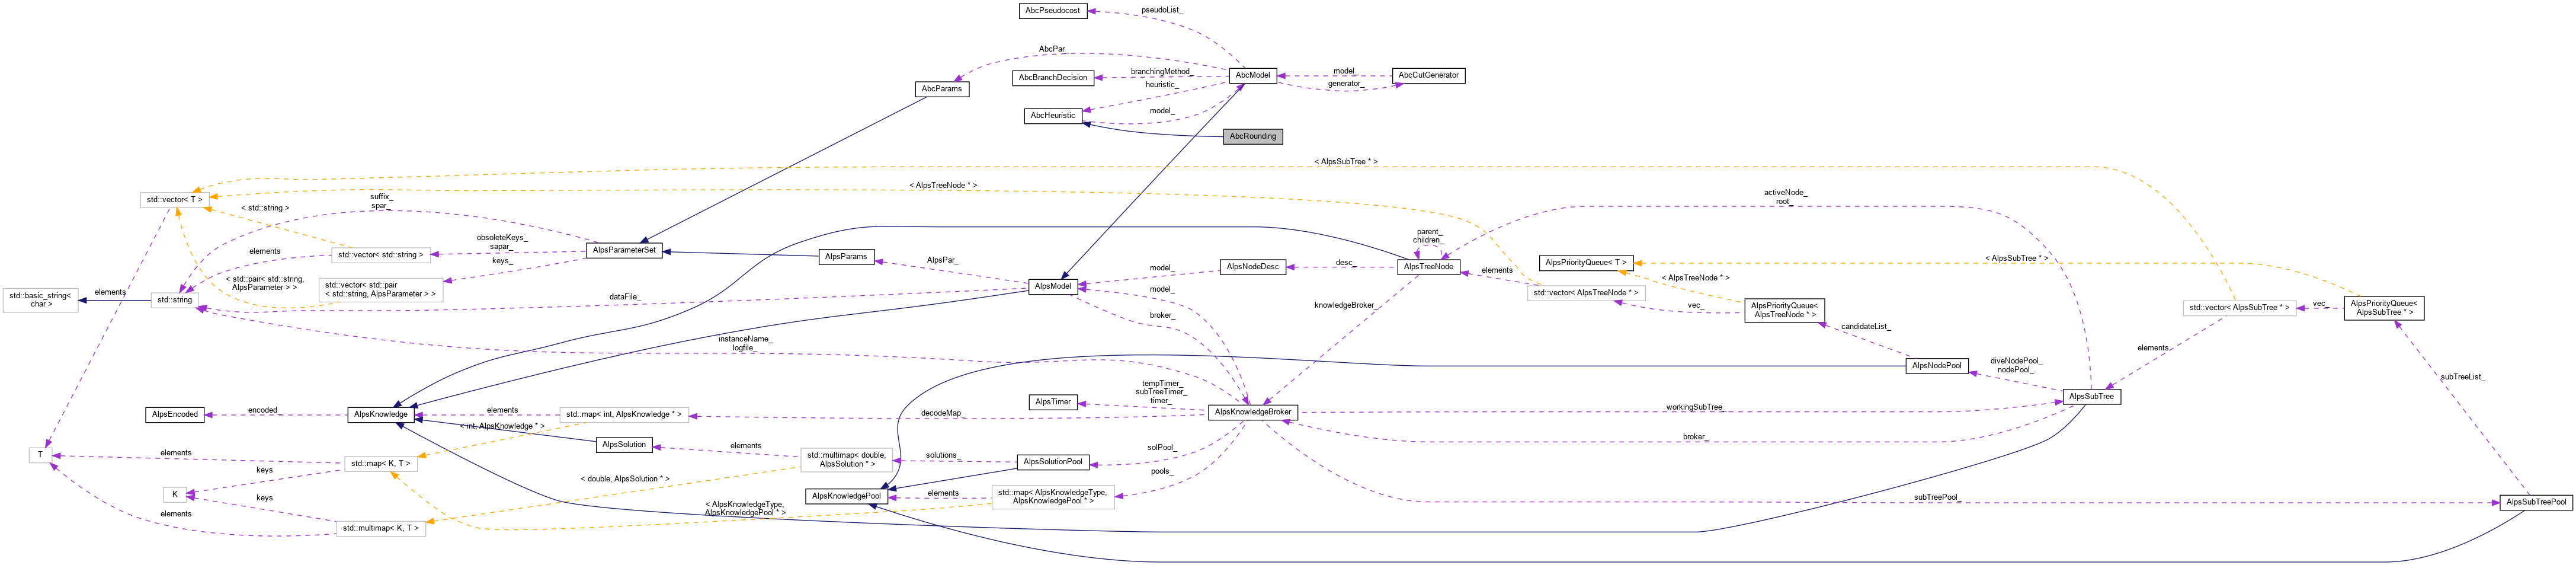 AbcPseudocost
pseudoList_
AbcPar_
AbcParams
AbcBranchDecision
branchingMethod_
heuristic_
AbcHeuristic
model_
AbcModel
model_
generator_
AbcCutGenerator
AbcRounding
< AlpsSubTree * >
< AlpsTreeNode * >
std::vector< T >
< std::string >
suffix_
spar_
elements
std::vector< std::string >
obsoleteKeys_
sapar_
keys_
AlpsParameterSet
AlpsParams
AlpsPar_
< std::pair< std::string,
AlpsParameter > >
std::vector< std::pair
< std::string, AlpsParameter > >
std::basic_string<
char >
elements
std::string
dataFile_
AlpsModel
model_
model_
broker_
AlpsNodeDesc
desc_
parent_
children_
AlpsTreeNode
activeNode_
root_
elements
knowledgeBroker_
AlpsPriorityQueue< T >
< AlpsTreeNode * >
std::vector< AlpsTreeNode * >
vec_
AlpsPriorityQueue<
AlpsTreeNode * >
candidateList_
< AlpsSubTree * >
std::vector< AlpsSubTree * >
vec_
AlpsPriorityQueue<
AlpsSubTree * >
elements
subTreeList_
instanceName_
logfile_
AlpsNodePool
diveNodePool_
nodePool_
AlpsSubTree
AlpsEncoded
encoded_
AlpsKnowledge
elements
std::map< int, AlpsKnowledge * >
decodeMap_
AlpsTimer
tempTimer_
subTreeTimer_
timer_
AlpsKnowledgeBroker
workingSubTree_
broker_
< int, AlpsKnowledge * >
AlpsSolution
elements
std::multimap< double,
AlpsSolution * >
solutions_
AlpsSolutionPool
solPool_
pools_
T
elements
std::map< K, T >
keys
K
keys
elements
std::multimap< K, T >
< double, AlpsSolution * >
< AlpsKnowledgeType,
AlpsKnowledgePool * >
AlpsKnowledgePool
elements
std::map< AlpsKnowledgeType,
AlpsKnowledgePool * >
subTreePool_
AlpsSubTreePool